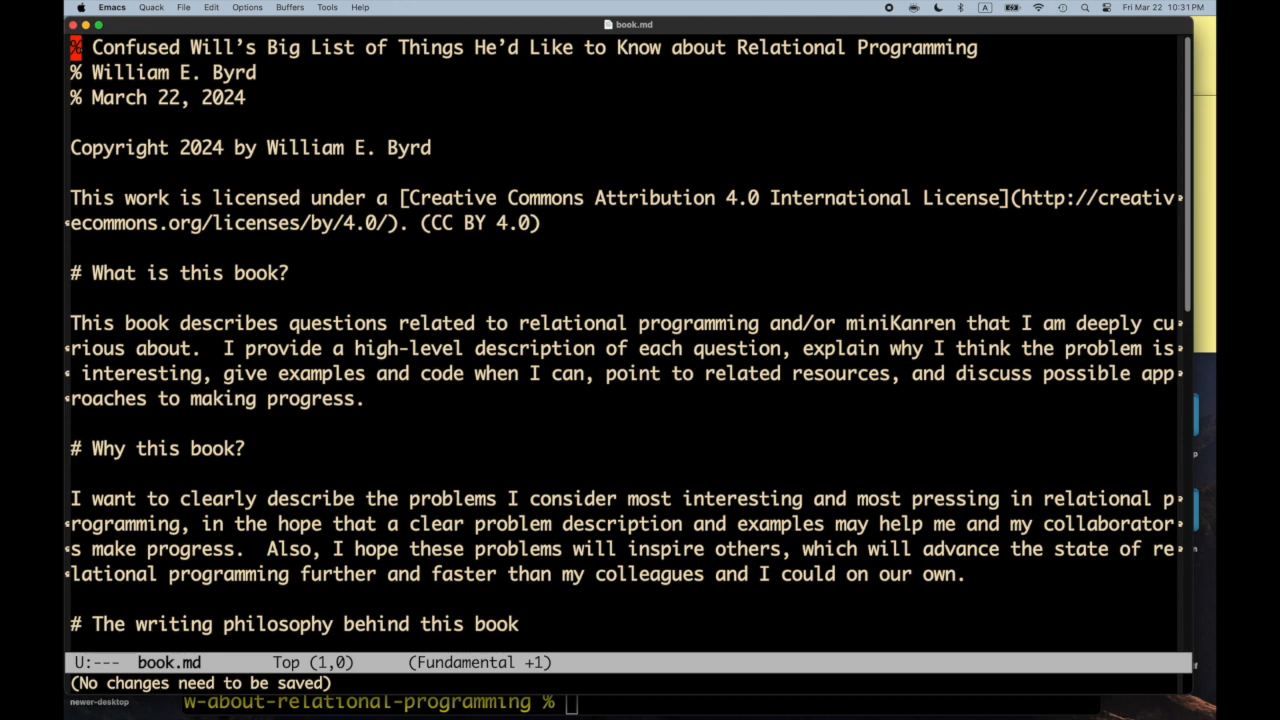 Emacs Quack File Edit Options Buffers Tools Help A Fri Mar 22 10:31 PM
book.md
% Confused Will's Big List of Things He'd Like to Know about Relational Programming
% William E. Byrd
% March 22, 2024
Copyright 2024 by William E. Byrd
This work is licensed under a [Creative Commons Attribution 4.0 International License](http://creativ
ecommons.org/licenses/by/4.0/). (CC BY 4.0)
# What is this book?
This book describes questions related to relational programming and/or miniKanren that I am deeply cu
rious about.  I provide a high-level description of each question, explain why I think the problem is
 interesting, give examples and code when I can, point to related resources, and discuss possible app
roaches to making progress.
# Why this book?
I want to clearly describe the problems I consider most interesting and most pressing in relational p
rogramming, in the hope that a clear problem description and examples may help me and my collaborator
s make progress.  Also, I hope these problems will inspire others, which will advance the state of re
lational programming further and faster than my colleagues and I could on our own.
# The writing philosophy behind this book
U:--- book.md Top (1,0) (Fundamental +1)
(No changes need to be saved)
newer-desktop w-about-relational-programming %